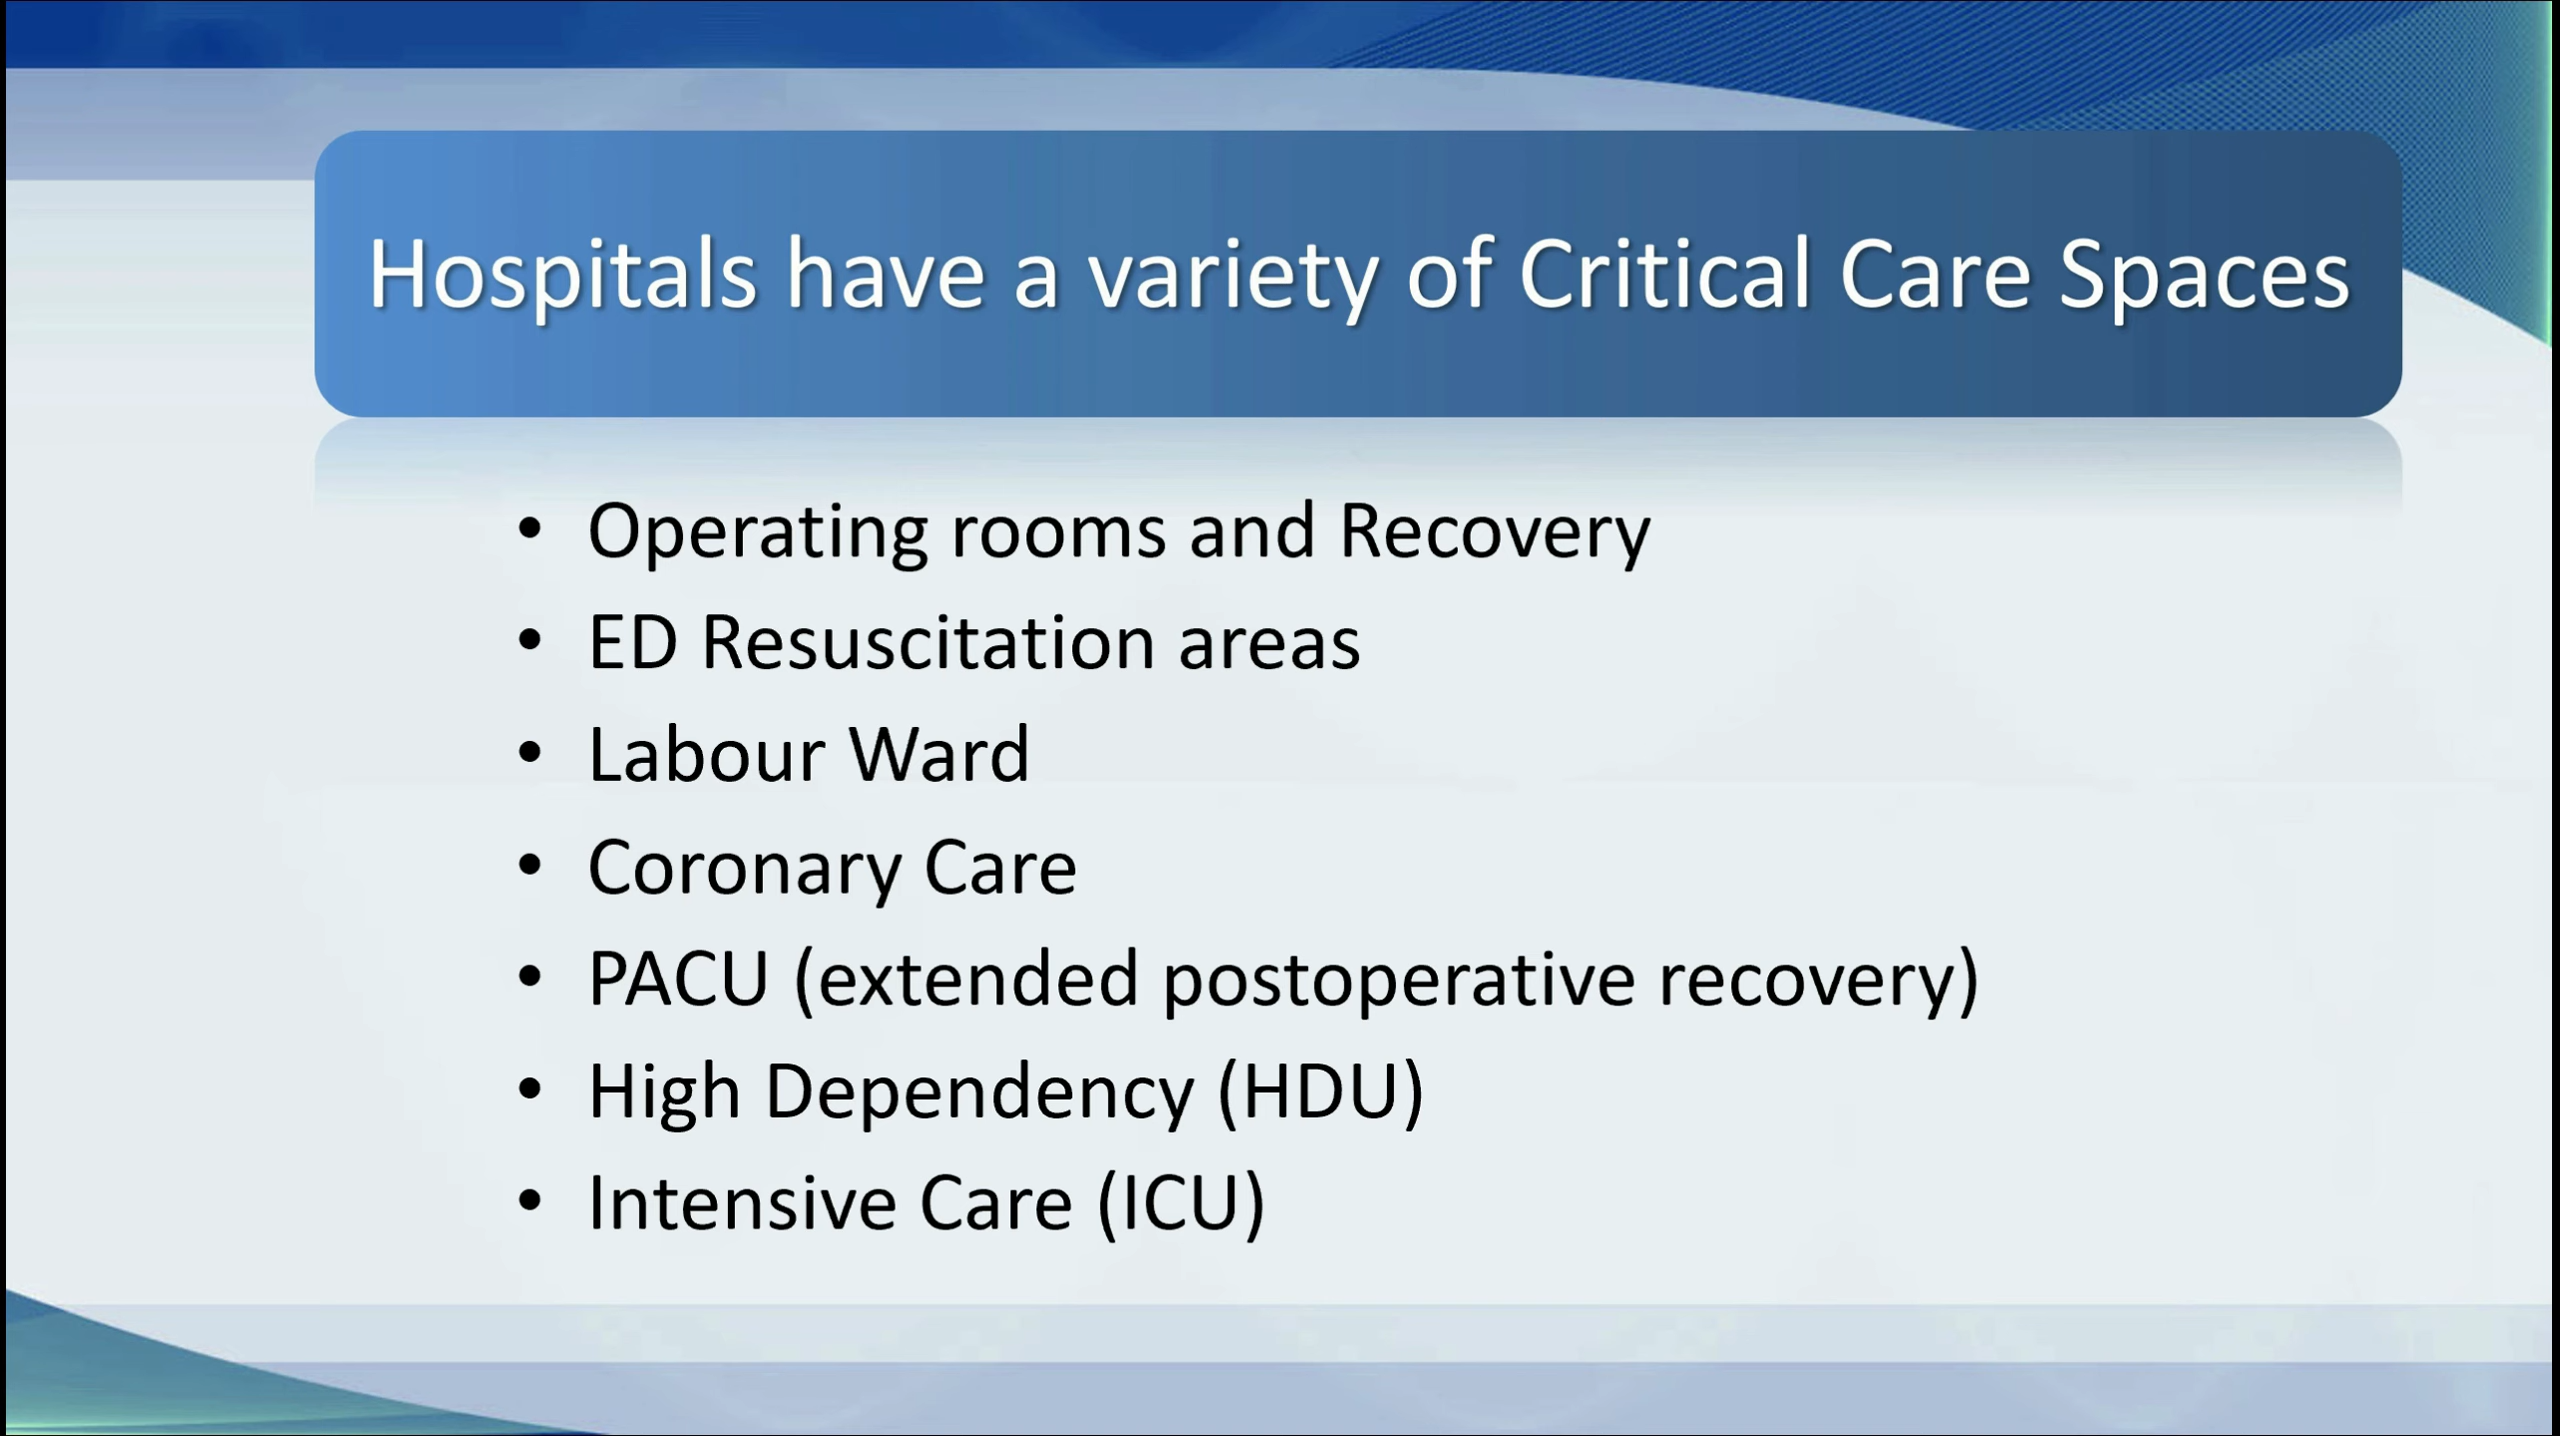 Hospitals have a variety of Critical Care Spaces
• Operating rooms and Recovery
• ED Resuscitation areas
• Labour Ward
• Coronary Care
• PACU (extended postoperative recovery)
• High Dependency (HDU)
• Intensive Care (ICU)